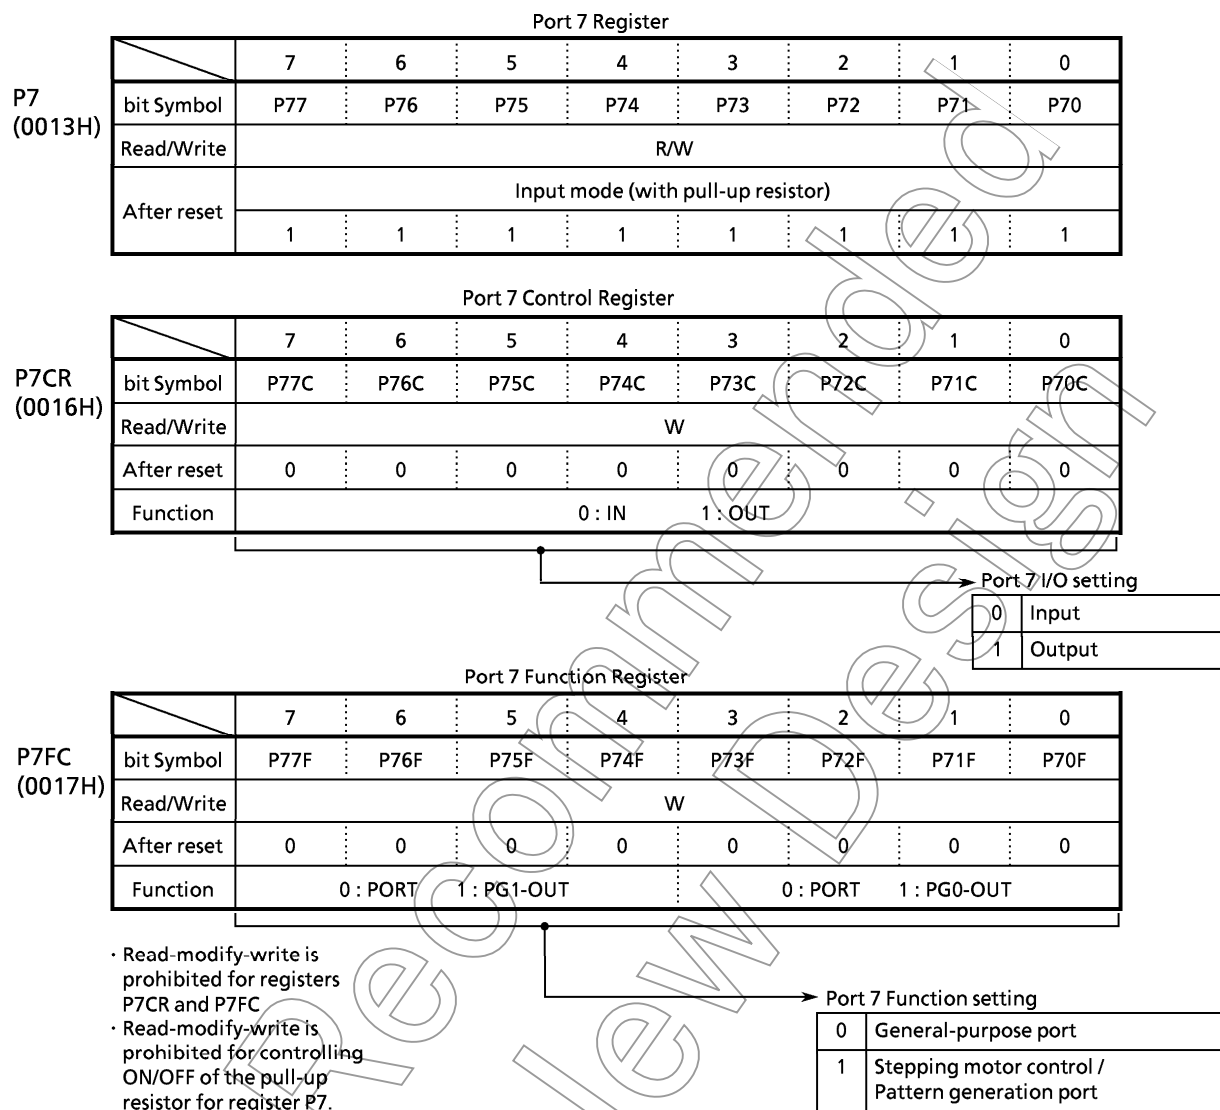 Port 7 Register
7 6 5 4 3 2 1 0
P7
(0013H)
bit Symbol P77 P76 P75 P74 P73 P72 P71 P70
Read/Write R/W
After reset Input mode (with pull-up resistor)
1 1 1 1 1 1 1 1
Port 7 Control Register
7 6 5 4 3 2 1 0
P7CR
(0016H)
bit Symbol P77C P76C P75C P74C P73C P72C P71C P70C
Read/Write W
After reset 0 0 0 0 0 0 0 0
Function 0 : IN 1 : OUT
Port 7 I/O setting
0 Input
1 Output
Port 7 Function Register
7 6 5 4 3 2 1 0
P7FC
(0017H)
bit Symbol P77F P76F P75F P74F P73F P72F P71F P70F
Read/Write W
After reset 0 0 0 0 0 0 0 0
Function 0 : PORT 1 : PG1-OUT 0 : PORT 1 : PG0-OUT
· Read-modify-write is
prohibited for registers
P7CR and P7FC
· Read-modify-write is
prohibited for controlling
ON/OFF of the pull-up
resistor for register P7.
Port 7 Function setting
0 General-purpose port
1 Stepping motor control /
Pattern generation port
Recommended
ew Design